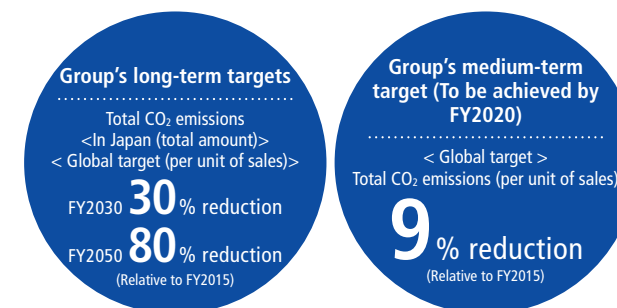 Group's long-term targets
Total CO₂ emissions
<In Japan (total amount)>
< Global target (per unit of sales)>
FY2030 30% reduction
FY2050 80% reduction
(Relative to FY2015)
Group's medium-term
target (To be achieved by
FY2020)
< Global target >
Total CO₂ emissions (per unit of sales)
9% reduction
(Relative to FY2015)